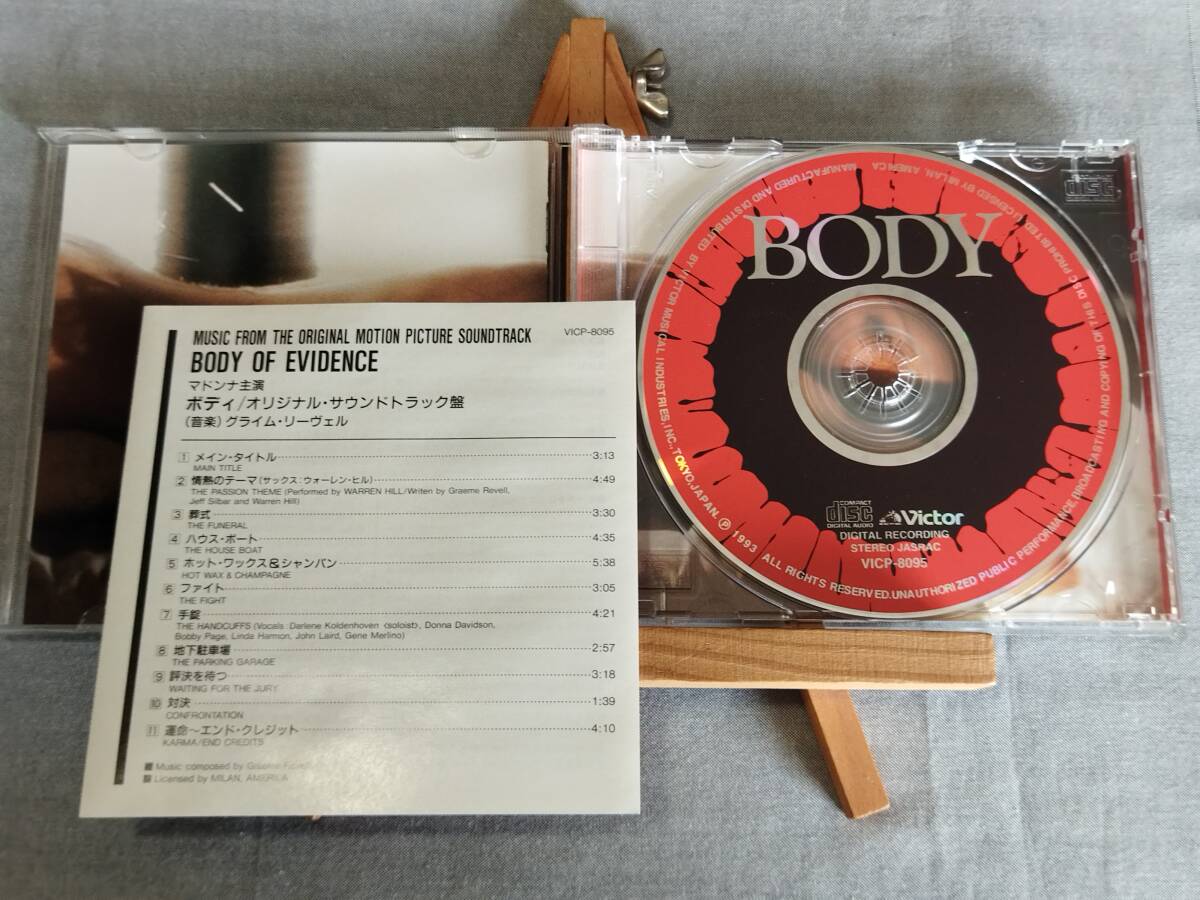 MUSIC FROM THE ORIGINAL MOTION PICTURE SOUNDTRACK
VICP-8095
BODY OF EVIDENCE
マドンナ主演
ボディ/オリジナル・サウンドトラック盤
(音楽)グライム・リーヴェル
1 メイン・タイトル 3:13
MAIN TITLE
2 情熱のテーマ(サックス:ウォーレン・ヒル) 4:49
THE PASSION THEME (Performed by WARREN HILL/Writen by Graeme Revell,
Jeff Silbar and Warren Hill)
3 葬式 3:30
THE FUNERAL
4 ハウス・ボート 4:35
THE HOUSE BOAT
5 ホット・ワックス&シャンパン 5:38
HOT WAX & CHAMPAGNE
6 ファイト 3:05
THE FIGHT
7 手錠 4:21
THE HANDCUFFS (Vocals:Darlene Koldenhoven <soloist>, Donna Davidson,
Bobby Page, Linda Harmon, John Laird, Gene Merlino)
8 地下駐車場 2:57
THE PARKING GARAGE
9 評決を待つ 3:18
WAITING FOR THE JURY
10 対決 1:39
CONFRONTATION
11 運命〜エンド・クレジット 4:10
KARMA/END CREDITS
Music composed by
Licensed by MILAN, AMERICA
BODY
COMPACT
disc
DIGITAL AUDIO
Victor
DIGITAL RECORDING
STEREO JASRAC
VICP-8095
MANUFACTURED AND DISTRIBUTED BY VICTOR MUSICAL INDUSTRIES, INC., TOKYO, JAPAN. Ⓟ 1993 ALL RIGHTS RESERVED. UNAUTHORIZED PUBLIC PERFORMANCE, BROADCASTING AND COPYING OF THIS DISC PROHIBITED LICENSED BY MILAN, AMERICA
COMPACT
disc